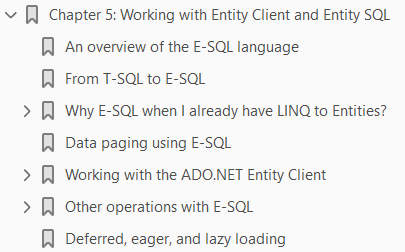 Chapter 5: Working with Entity Client and Entity SQL
An overview of the E-SQL language
From T-SQL to E-SQL
Why E-SQL when I already have LINQ to Entities?
Data paging using E-SQL
Working with the ADO.NET Entity Client
Other operations with E-SQL
Deferred, eager, and lazy loading